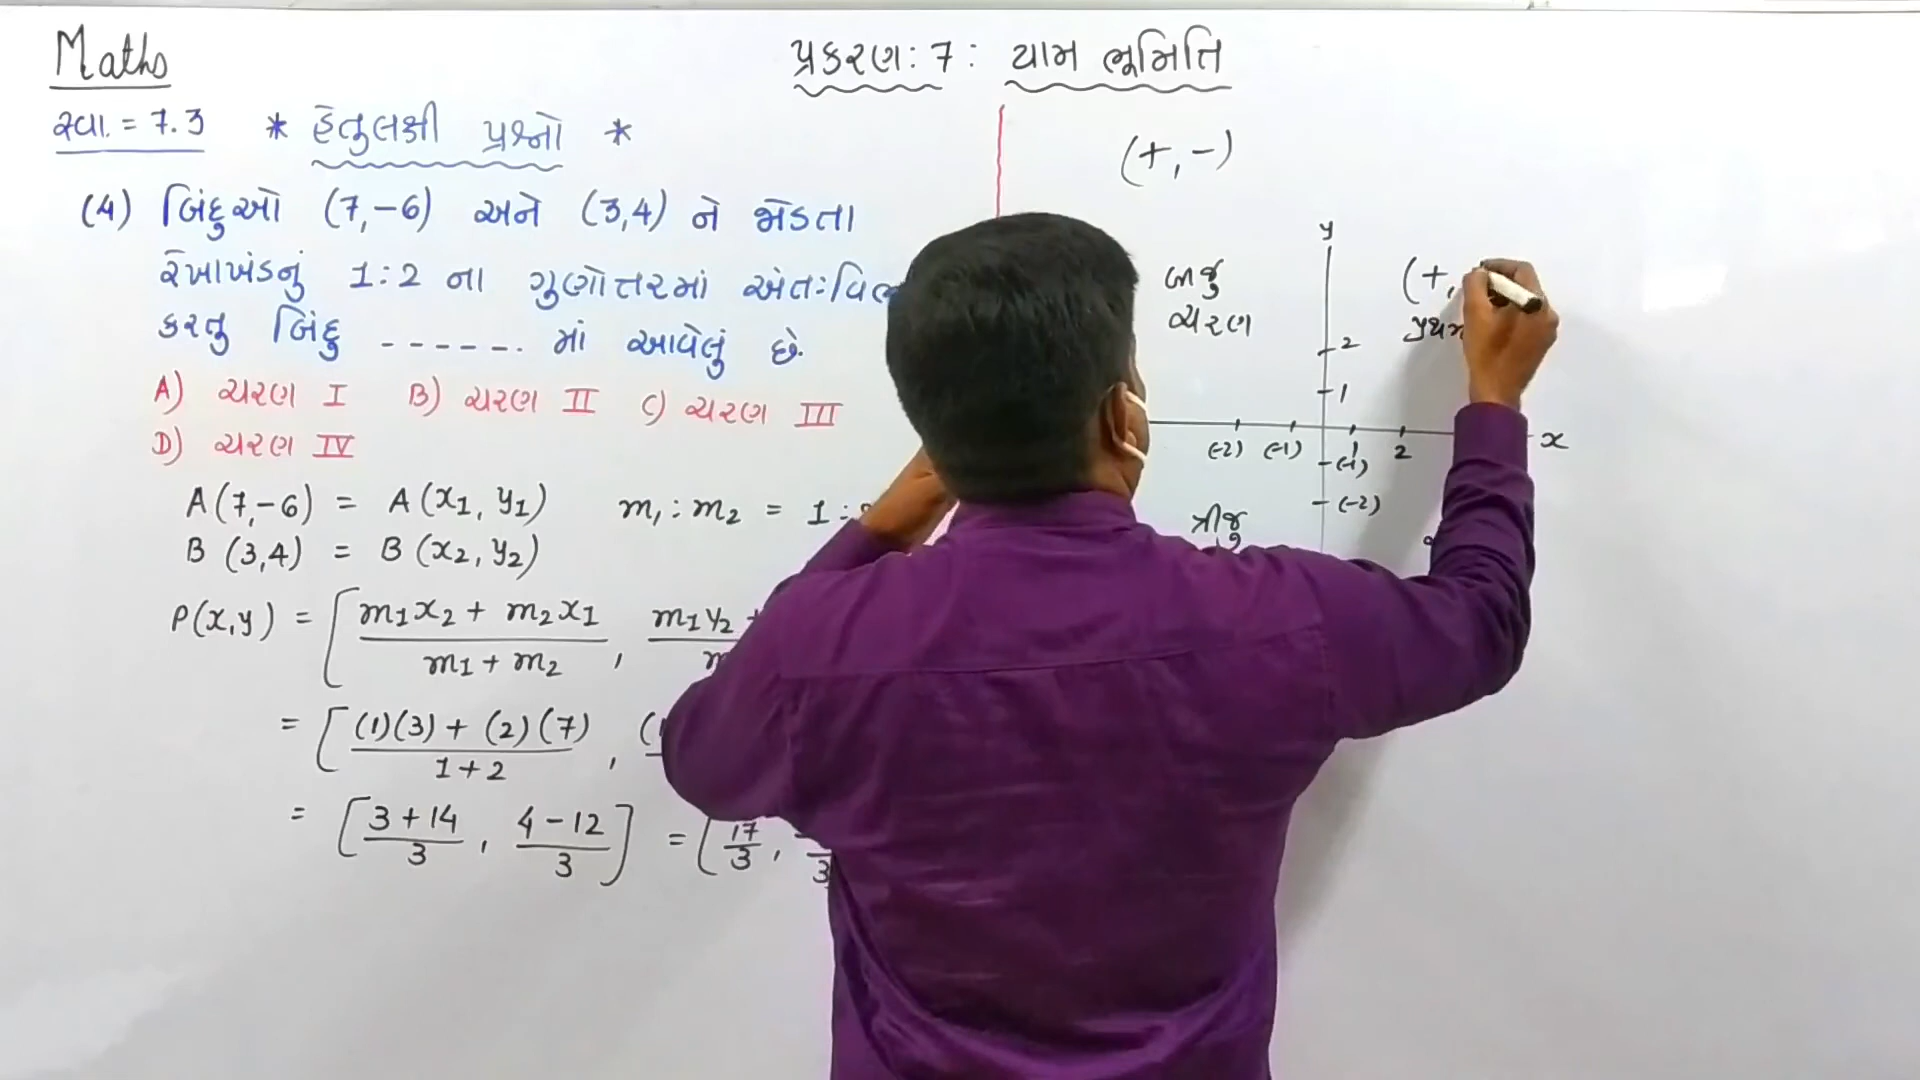 Maths
પ્રકરણ: 7: યામ ભૂમિતિ
સ્વા. = 7.3 * હેતુલક્ષી પ્રશ્નો *
(4) બિંદુઓ (7,-6) અને (3,4) ને જોડતા
રેખાખંડનું 1:2 ના ગુણોત્તરમાં અંત:વિભ
કરતુ બિંદુ ------ માં આવેલું છે.
A) ચરણ I B) ચરણ II C) ચરણ III
D) ચરણ IV
A(7,-6) = A(x1, y1) m1:m2 = 1:
B (3,4) = B(x2, y2)
P(x,y) = [ m1x2 + m2x1 / m1 + m2 , m1y2 +
= [ (1)(3) + (2)(7) / 1+2 , (1
= [ 3+14 / 3 , 4-12 / 3 ] = ( 17/3 , 3
(+,-)
y
બીજુ
ચરણ
(+,
પ્રથમ
2
1
(-2) (-1) 1 2 x
(-1)
(-2)
ત્રીજુ